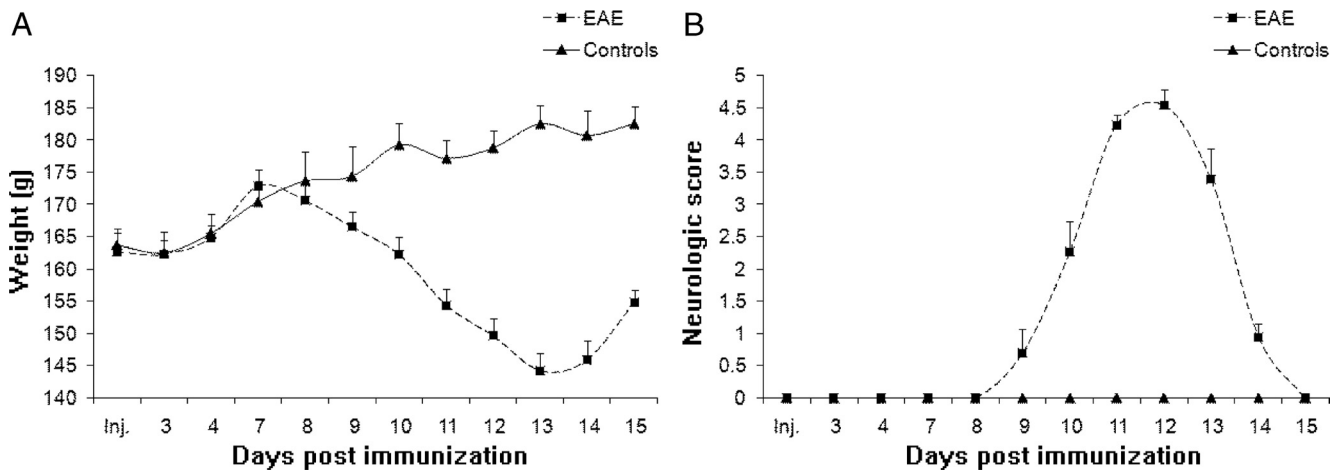 A
EAE
Controls
190
185
180
175
170
165
160
155
150
145
140
Weight (g)
Inj. 3 4 7 8 9 10 11 12 13 14 15
Days post immunization
B
EAE
Controls
5
4.5
4
3.5
3
2.5
2
1.5
1
0.5
0
Neurologic score
Inj. 3 4 7 8 9 10 11 12 13 14 15
Days post immunization